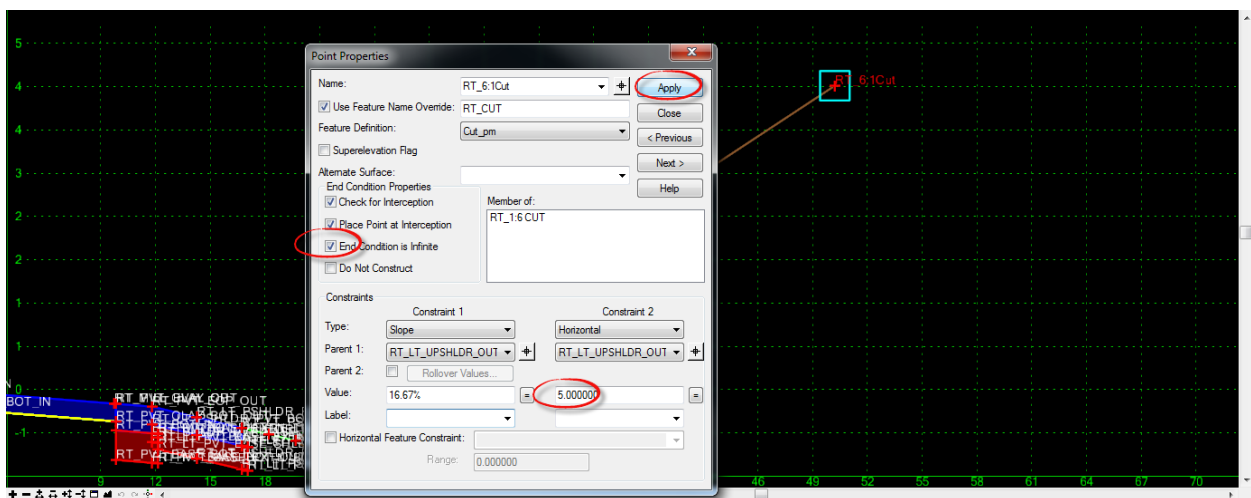 Point Properties
Name:
RT_6:1Cut
Apply
Use Feature Name Override:
RT_CUT
Close
Feature Definition:
Cut_pm
< Previous
Superelevation Flag
Next >
Alternate Surface:
Help
End Condition Properties
Member of:
Check for Interception
RT_1:6 CUT
Place Point at Interception
End Condition is Infinite
Do Not Construct
Constraints
Constraint 1
Constraint 2
Type:
Slope
Horizontal
Parent 1:
RT_LT_UPSHLDR_OUT
RT_LT_UPSHLDR_OUT
Parent 2:
Rollover Values...
Value:
16.67%
=
5.000000
=
Label:
Horizontal Feature Constraint:
Range:
0.000000
RT_6:1Cut
5
4
4
3
2
2
1
1
0
-1
BOT_IN
9 12 15 18
46 49 52 55 58 61 64 67 70